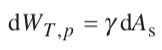 dW_{T,p} = γ dA_s